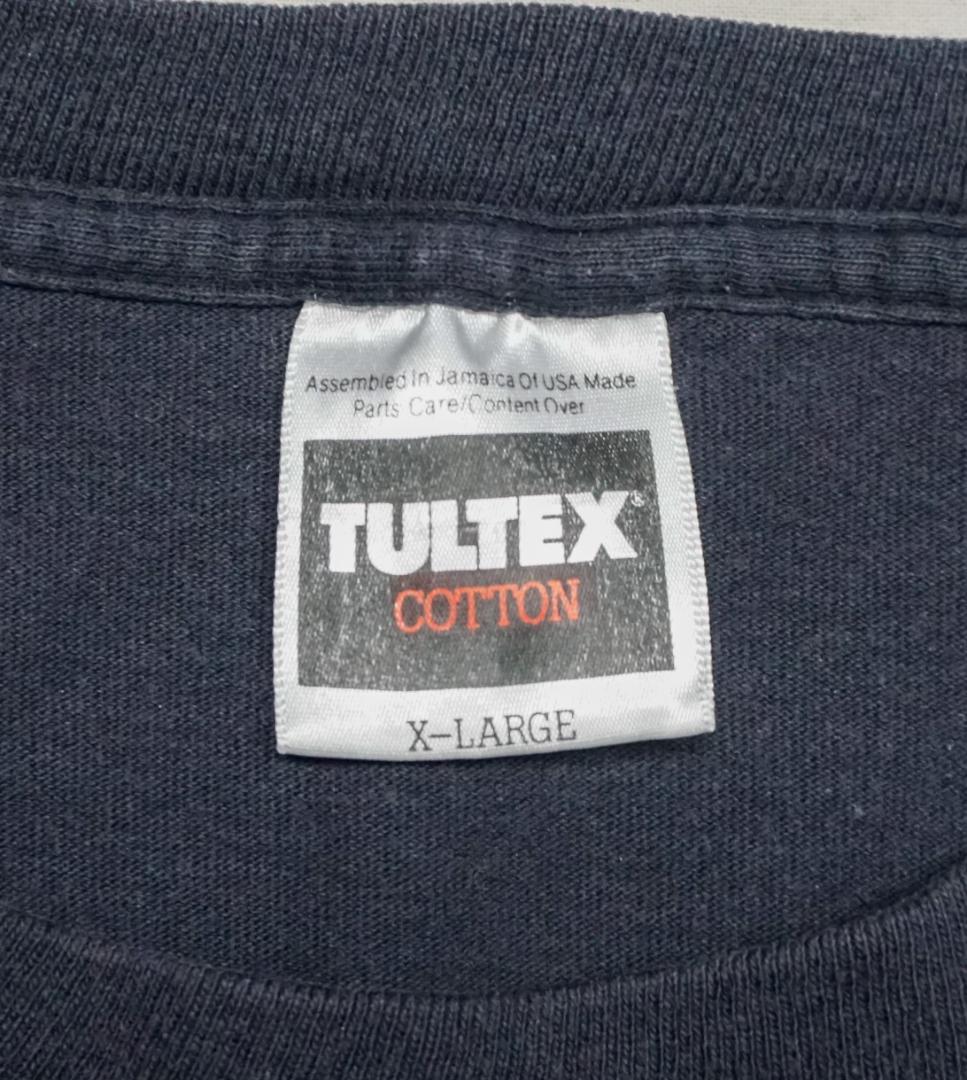 Assembled In Jamaica Of USA Made
Parts Care/Content Over
TULTEX®
COTTON
X-LARGE